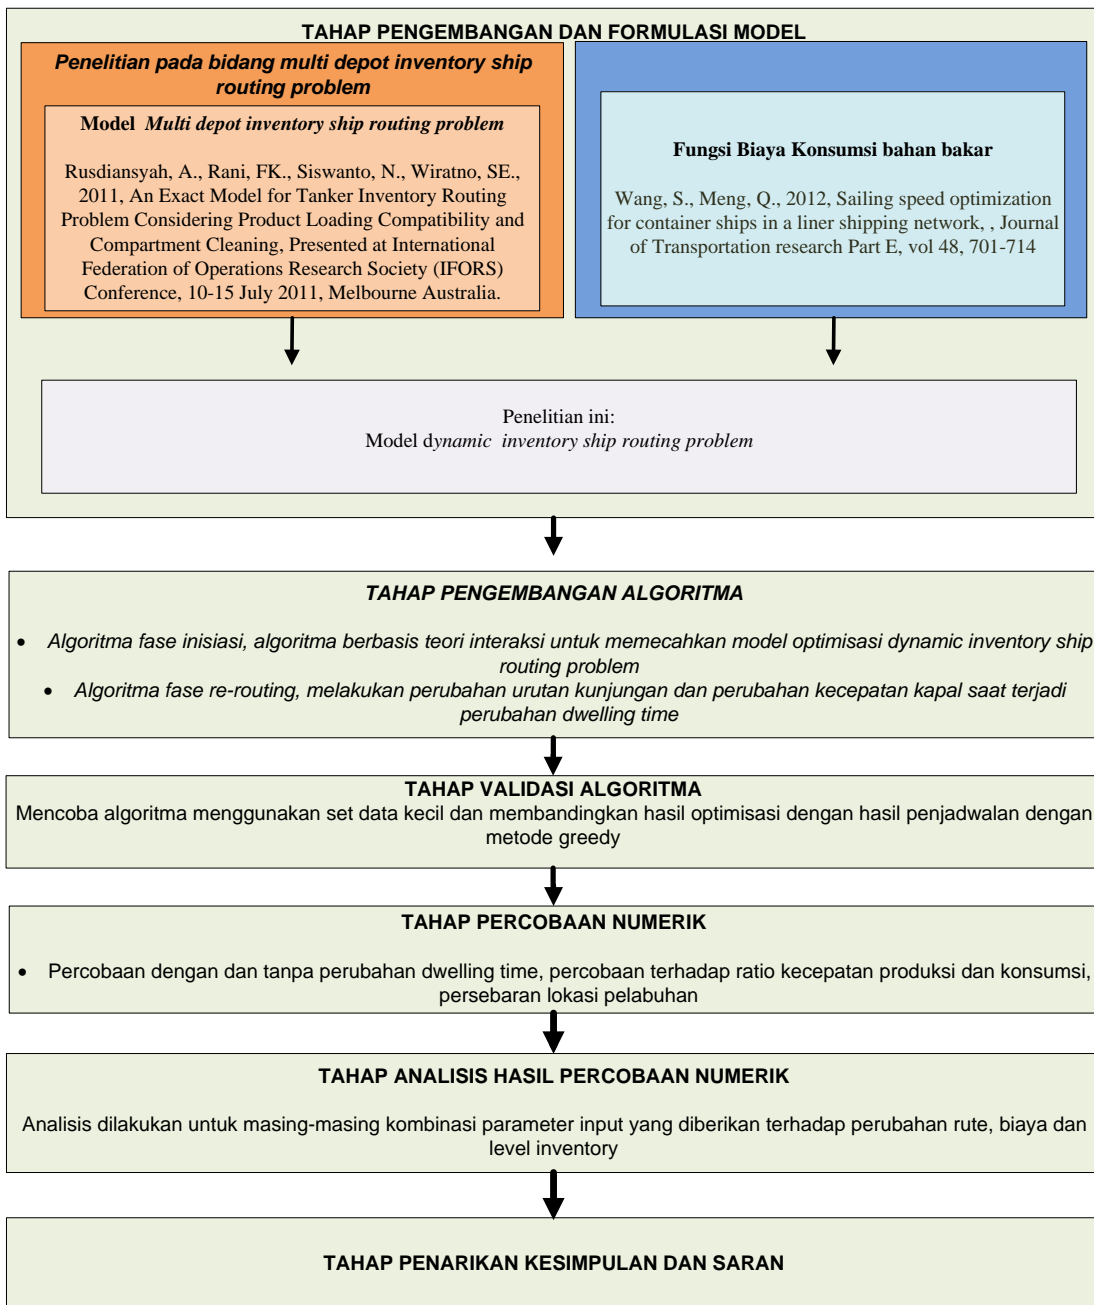 TAHAP PENGEMBANGAN DAN FORMULASI MODEL
Penelitian pada bidang multi depot inventory ship
routing problem
Model Multi depot inventory ship routing problem
Rusdiansyah, A., Rani, FK., Siswanto, N., Wiratno, SE.,
2011, An Exact Model for Tanker Inventory Routing
Problem Considering Product Loading Compatibility and
Compartment Cleaning, Presented at International
Federation of Operations Research Society (IFORS)
Conference, 10-15 July 2011, Melbourne Australia.
Fungsi Biaya Konsumsi bahan bakar
Wang, S., Meng, Q., 2012, Sailing speed optimization
for container ships in a liner shipping network, , Journal
of Transportation research Part E, vol 48, 701-714
Penelitian ini:
Model dynamic inventory ship routing problem
TAHAP PENGEMBANGAN ALGORITMA
• Algoritma fase inisiasi, algoritma berbasis teori interaksi untuk memecahkan model optimisasi dynamic inventory ship
routing problem
• Algoritma fase re-routing, melakukan perubahan urutan kunjungan dan perubahan kecepatan kapal saat terjadi
perubahan dwelling time
TAHAP VALIDASI ALGORITMA
Mencoba algoritma menggunakan set data kecil dan membandingkan hasil optimisasi dengan hasil penjadwalan dengan
metode greedy
TAHAP PERCOBAAN NUMERIK
• Percobaan dengan dan tanpa perubahan dwelling time, percobaan terhadap ratio kecepatan produksi dan konsumsi,
persebaran lokasi pelabuhan
TAHAP ANALISIS HASIL PERCOBAAN NUMERIK
Analisis dilakukan untuk masing-masing kombinasi parameter input yang diberikan terhadap perubahan rute, biaya dan
level inventory
TAHAP PENARIKAN KESIMPULAN DAN SARAN